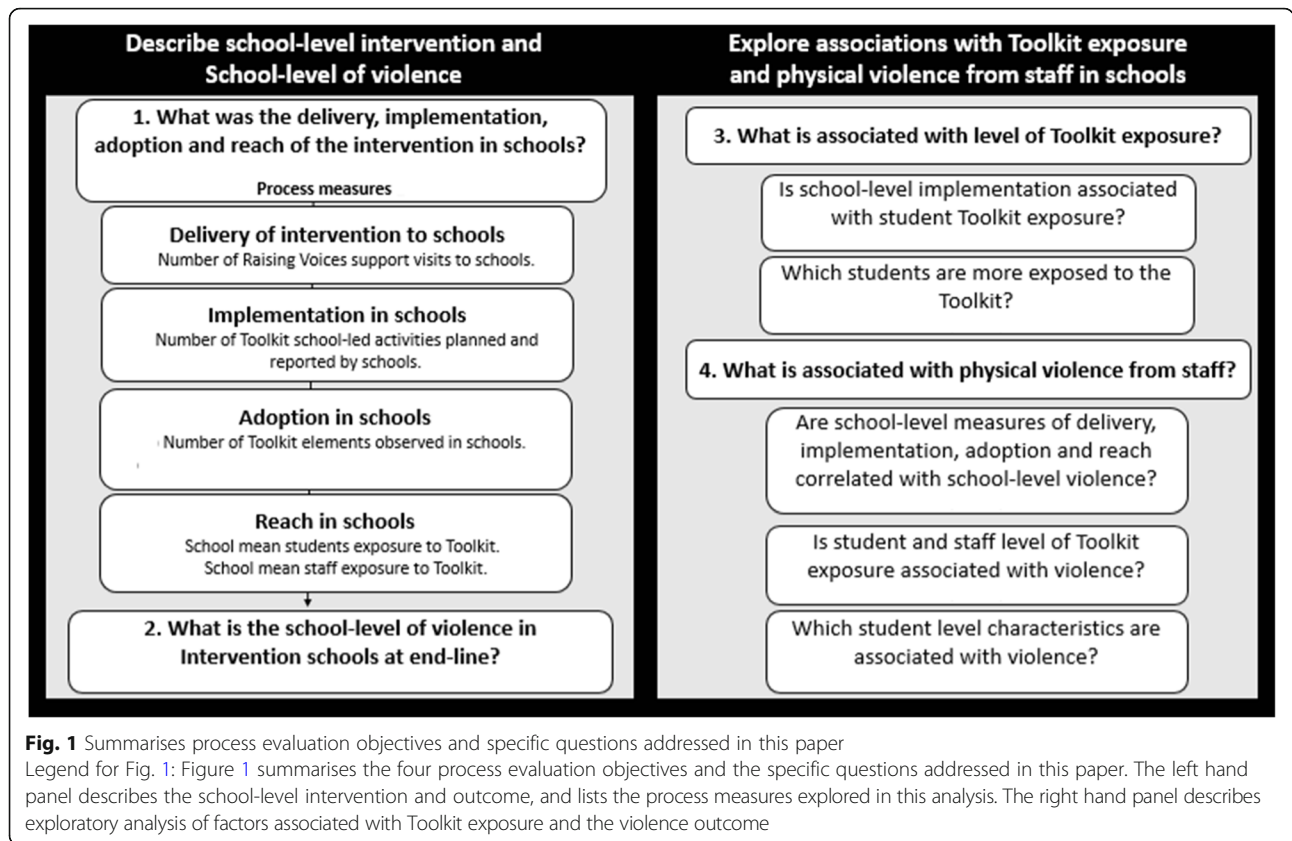 Describe school-level intervention and
School-level of violence
1. What was the delivery, implementation,
adoption and reach of the intervention in schools?
Process measures
Delivery of intervention to schools
Number of Raising Voices support visits to schools.
Implementation in schools
Number of Toolkit school-led activities planned and
reported by schools.
Adoption in schools
Number of Toolkit elements observed in schools.
Reach in schools
School mean students exposure to Toolkit.
School mean staff exposure to Toolkit.
2. What is the school-level of violence in
Intervention schools at end-line?
Explore associations with Toolkit exposure
and physical violence from staff in schools
3. What is associated with level of Toolkit exposure?
Is school-level implementation associated
with student Toolkit exposure?
Which students are more exposed to the
Toolkit?
4. What is associated with physical violence from staff?
Are school-level measures of delivery,
implementation, adoption and reach
correlated with school-level violence?
Is student and staff level of Toolkit
exposure associated with violence?
Which student level characteristics are
associated with violence?
Fig. 1 Summarises process evaluation objectives and specific questions addressed in this paper
Legend for Fig. 1: Figure 1 summarises the four process evaluation objectives and the specific questions addressed in this paper. The left hand
panel describes the school-level intervention and outcome, and lists the process measures explored in this analysis. The right hand panel describes
exploratory analysis of factors associated with Toolkit exposure and the violence outcome